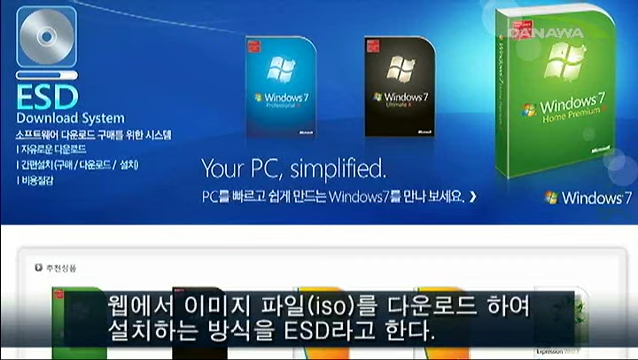 DANAWA
ESD
Download System
소프트웨어 다운로드 구매를 위한 시스템
| 자유로운 다운로드
| 간편설치(구매 / 다운로드 / 설치)
| 비용절감
Windows 7
Professional K
Microsoft
Windows 7
Ultimate K
Microsoft
Windows 7
Home Premium K
Microsoft
Your PC, simplified.
PC를 빠르고 쉽게 만드는 Windows7를 만나 보세요. ❯
Windows 7
추천상품
웹에서 이미지 파일(iso)를 다운로드 하여
설치하는 방식을 ESD라고 한다.